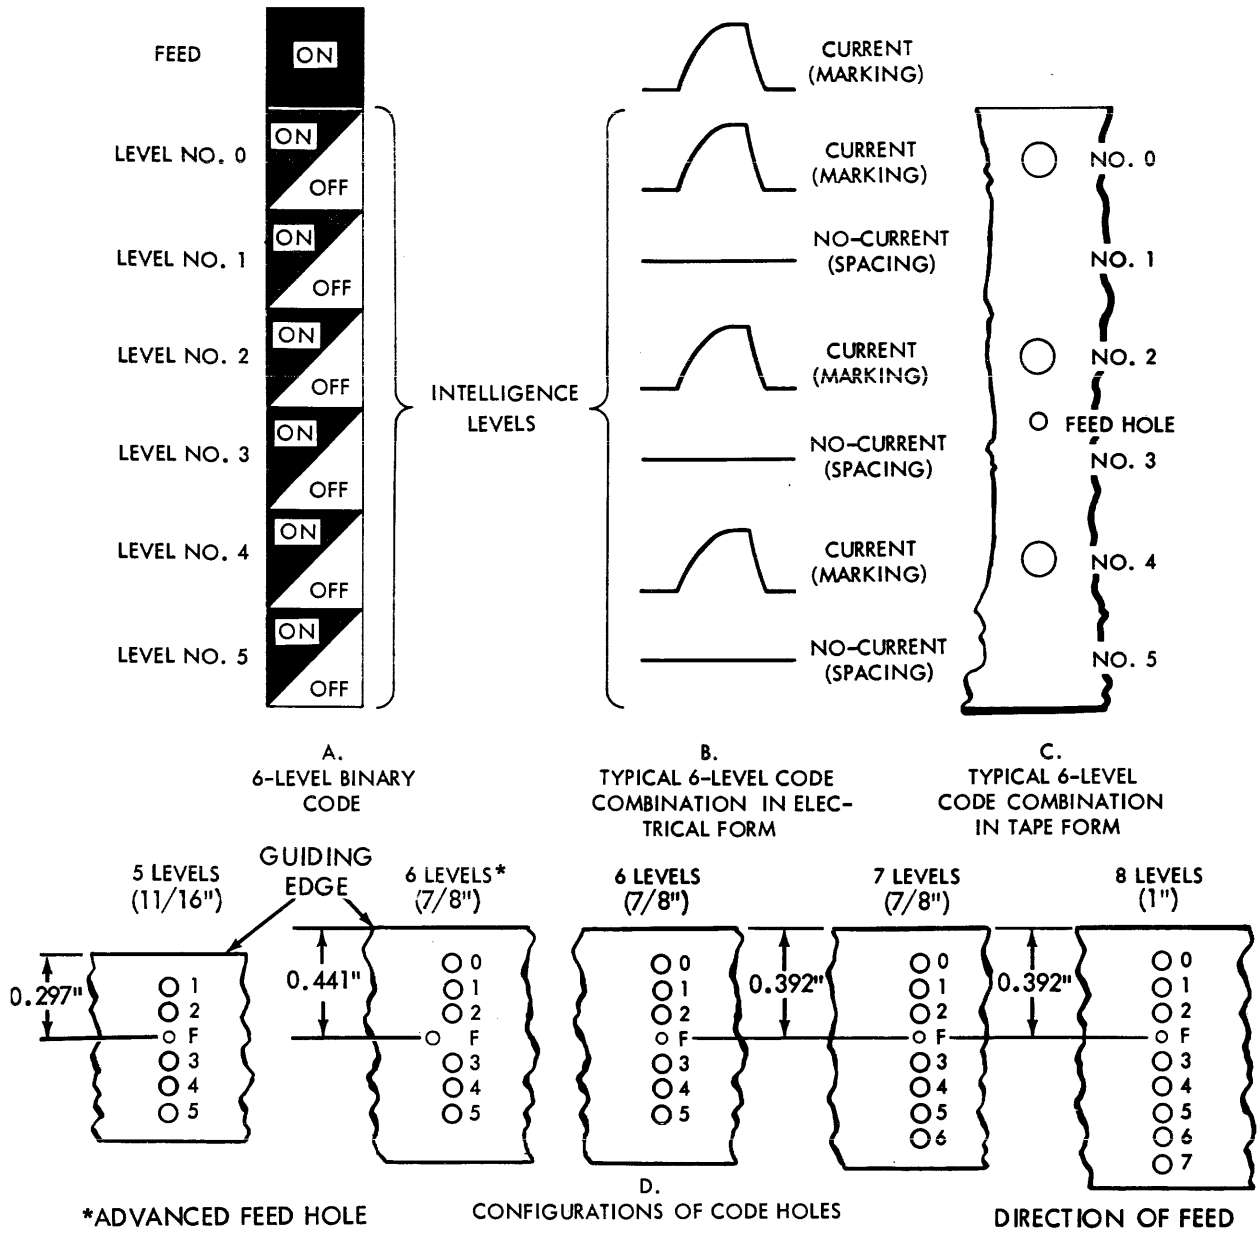 FEED
ON
LEVEL NO. 0
ON
OFF
LEVEL NO. 1
ON
OFF
LEVEL NO. 2
ON
OFF
LEVEL NO. 3
ON
OFF
LEVEL NO. 4
ON
OFF
LEVEL NO. 5
ON
OFF
INTELLIGENCE
LEVELS
A.
6-LEVEL BINARY
CODE
CURRENT
(MARKING)
CURRENT
(MARKING)
NO-CURRENT
(SPACING)
CURRENT
(MARKING)
NO-CURRENT
(SPACING)
CURRENT
(MARKING)
NO-CURRENT
(SPACING)
B.
TYPICAL 6-LEVEL CODE
COMBINATION IN ELEC-
TRICAL FORM
NO. 0
NO. 1
NO. 2
FEED HOLE
NO. 3
NO. 4
NO. 5
C.
TYPICAL 6-LEVEL
CODE COMBINATION
IN TAPE FORM
5 LEVELS
(11/16")
GUIDING
EDGE
0.297"
1
2
F
3
4
5
6 LEVELS*
(7/8")
0.441"
0
1
2
F
3
4
5
6 LEVELS
(7/8")
0
1
2
F
3
4
5
0.392"
7 LEVELS
(7/8")
0
1
2
F
3
4
5
6
0.392"
8 LEVELS
(1")
0
1
2
F
3
4
5
6
7
*ADVANCED FEED HOLE
D.
CONFIGURATIONS OF CODE HOLES
DIRECTION OF FEED